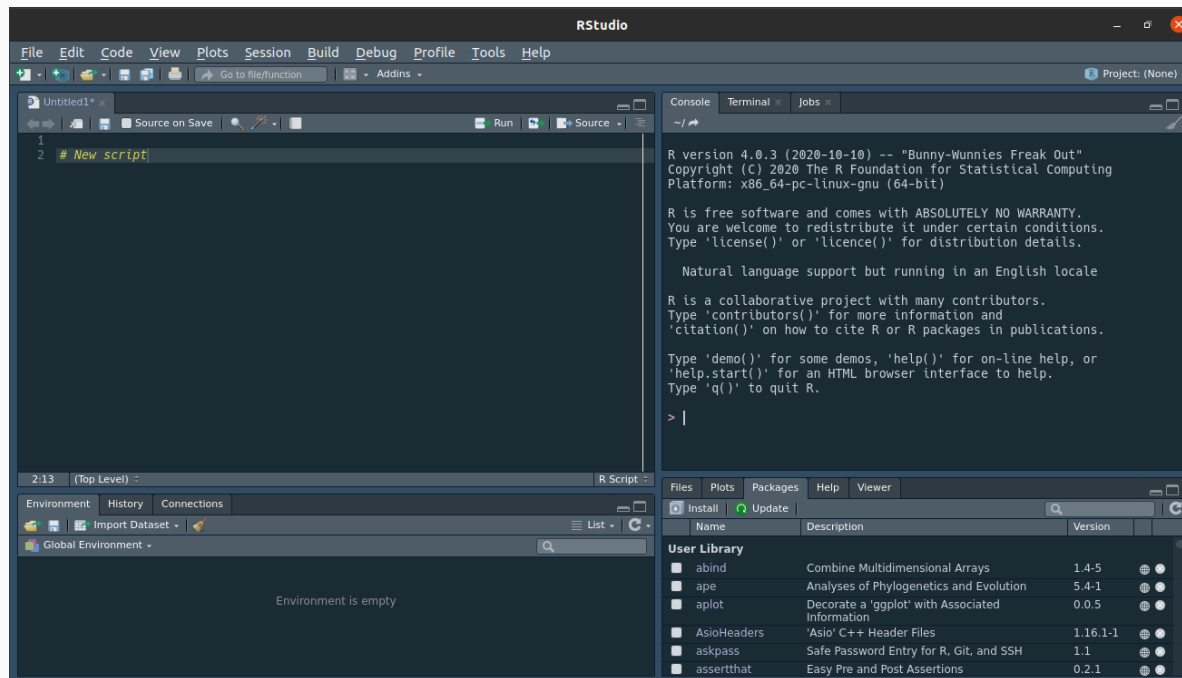 RStudio
File Edit Code View Plots Session Build Debug Profile Tools Help
Go to file/function Addins Project: (None)
Untitled1*
Source on Save Run Source
1
2 # New script
2:13 (Top Level) R Script
Environment History Connections
Import Dataset List
Global Environment
Environment is empty
Console Terminal Jobs
~/
R version 4.0.3 (2020-10-10) -- "Bunny-Wunnies Freak Out"
Copyright (C) 2020 The R Foundation for Statistical Computing
Platform: x86_64-pc-linux-gnu (64-bit)
R is free software and comes with ABSOLUTELY NO WARRANTY.
You are welcome to redistribute it under certain conditions.
Type 'license()' or 'licence()' for distribution details.
Natural language support but running in an English locale
R is a collaborative project with many contributors.
Type 'contributors()' for more information and
'citation()' on how to cite R or R packages in publications.
Type 'demo()' for some demos, 'help()' for on-line help, or
'help.start()' for an HTML browser interface to help.
Type 'q()' to quit R.
>
Files Plots Packages Help Viewer
Install Update
Name Description Version
User Library
abind Combine Multidimensional Arrays 1.4-5
ape Analyses of Phylogenetics and Evolution 5.4-1
aplot Decorate a 'ggplot' with Associated 0.0.5
Information
AsioHeaders 'Asio' C++ Header Files 1.16.1-1
askpass Safe Password Entry for R, Git, and SSH 1.1
assertthat Easy Pre and Post Assertions 0.2.1